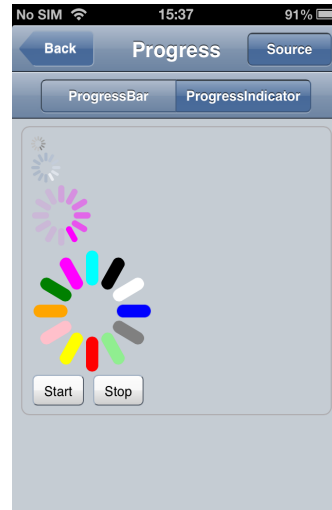 No SIM 15:37 91%
Back Progress Source
ProgressBar ProgressIndicator
Start Stop